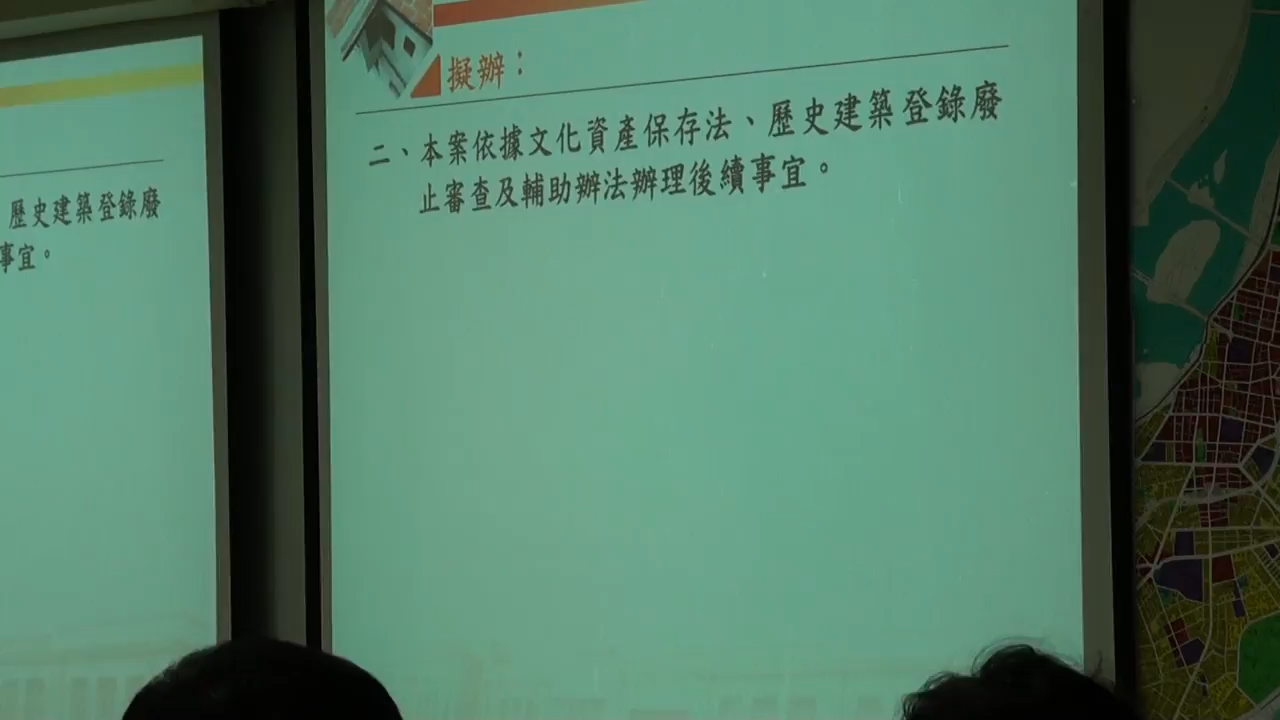 擬辦：
二、本案依據文化資產保存法、歷史建築登錄廢
止審查及輔助辦法辦理後續事宜。
歷史建築登錄廢
事宜。